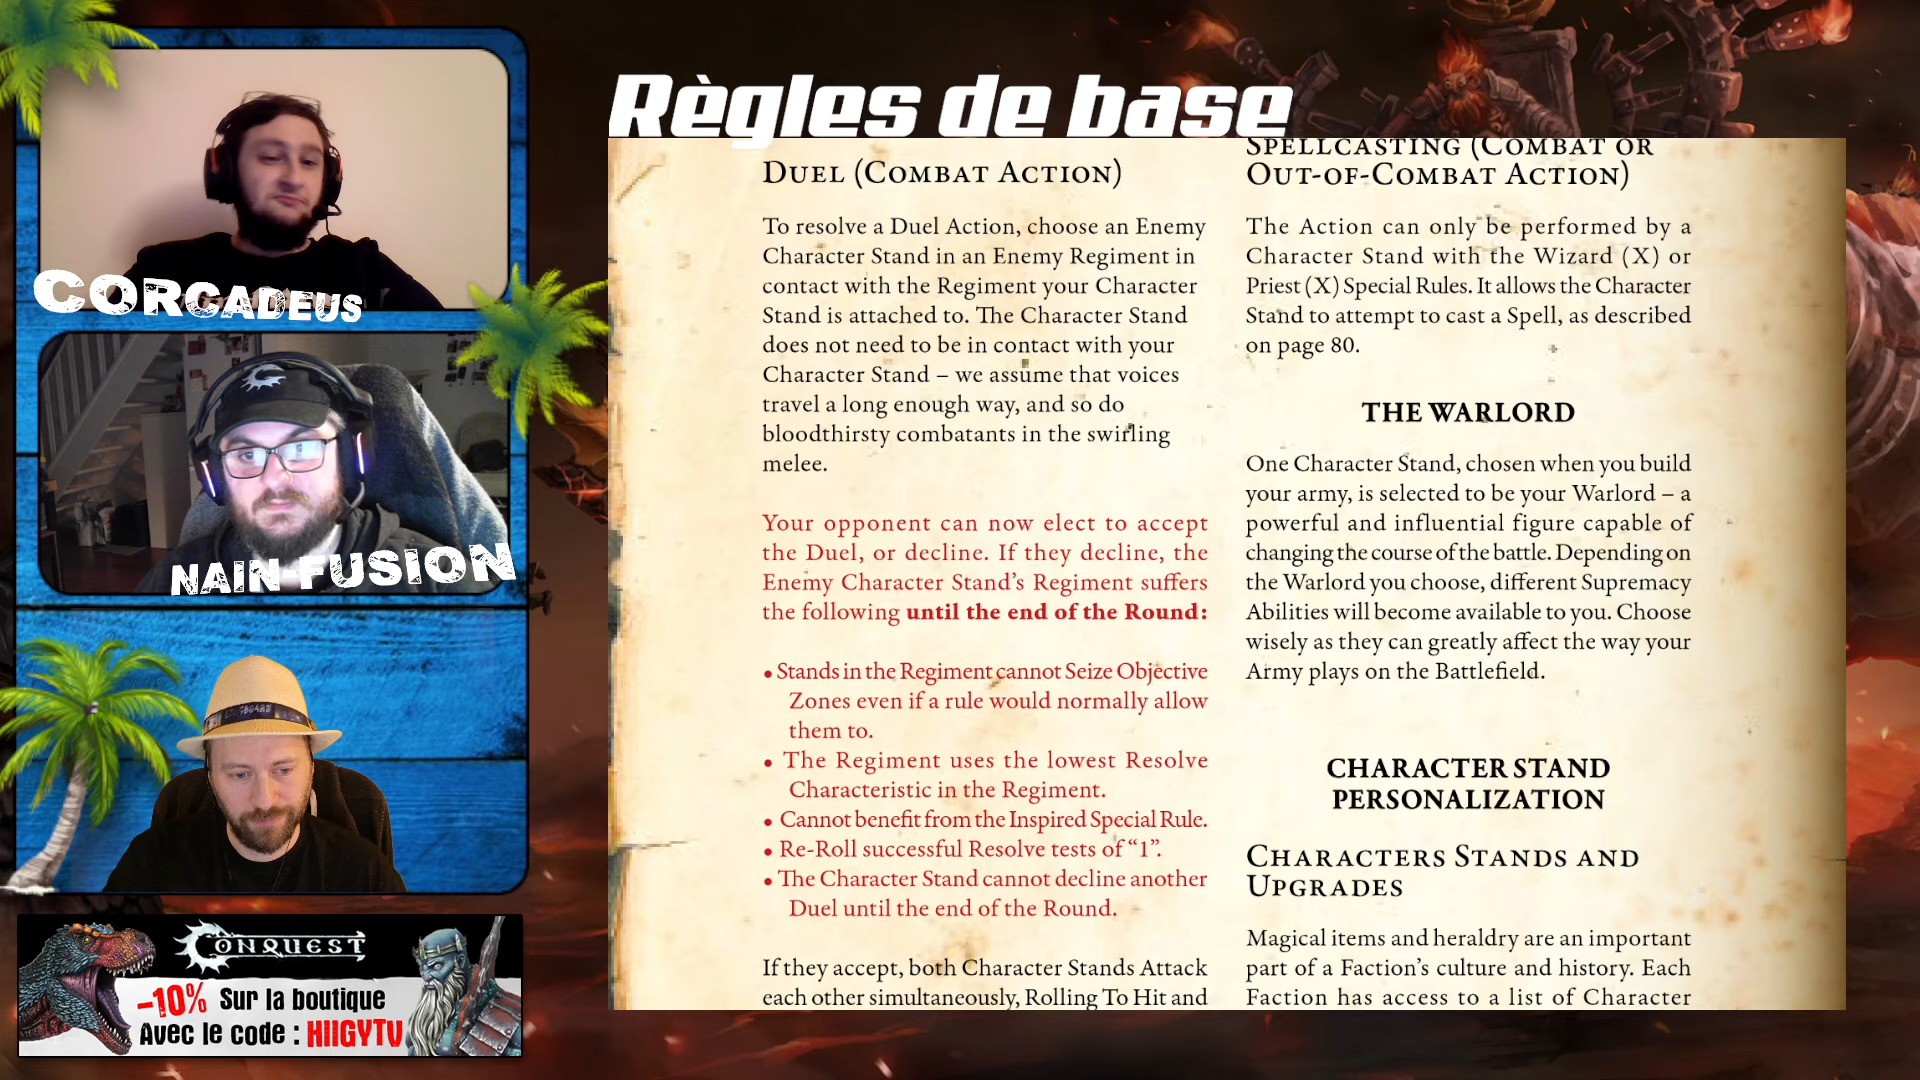 Règles de base
DUEL (COMBAT ACTION)
To resolve a Duel Action, choose an Enemy
Character Stand in an Enemy Regiment in
contact with the Regiment your Character
Stand is attached to. The Character Stand
does not need to be in contact with your
Character Stand – we assume that voices
travel a long enough way, and so do
bloodthirsty combatants in the swirling
melee.
Your opponent can now elect to accept
the Duel, or decline. If they decline, the
Enemy Character Stand’s Regiment suffers
the following until the end of the Round:
• Stands in the Regiment cannot Seize Objective
Zones even if a rule would normally allow
them to.
• The Regiment uses the lowest Resolve
Characteristic in the Regiment.
• Cannot benefit from the Inspired Special Rule.
• Re-Roll successful Resolve tests of “1”.
• The Character Stand cannot decline another
Duel until the end of the Round.
If they accept, both Character Stands Attack
each other simultaneously, Rolling To Hit and
SPELLCASTING (COMBAT OR
OUT-OF-COMBAT ACTION)
The Action can only be performed by a
Character Stand with the Wizard (X) or
Priest (X) Special Rules. It allows the Character
Stand to attempt to cast a Spell, as described
on page 80.
THE WARLORD
One Character Stand, chosen when you build
your army, is selected to be your Warlord – a
powerful and influential figure capable of
changing the course of the battle. Depending on
the Warlord you choose, different Supremacy
Abilities will become available to you. Choose
wisely as they can greatly affect the way your
Army plays on the Battlefield.
CHARACTER STAND
PERSONALIZATION
CHARACTERS STANDS AND
UPGRADES
Magical items and heraldry are an important
part of a Faction’s culture and history. Each
Faction has access to a list of Character
CORCADEUS
NAIN-FUSION
CONQUEST
-10% Sur la boutique
Avec le code : HIIGYTV